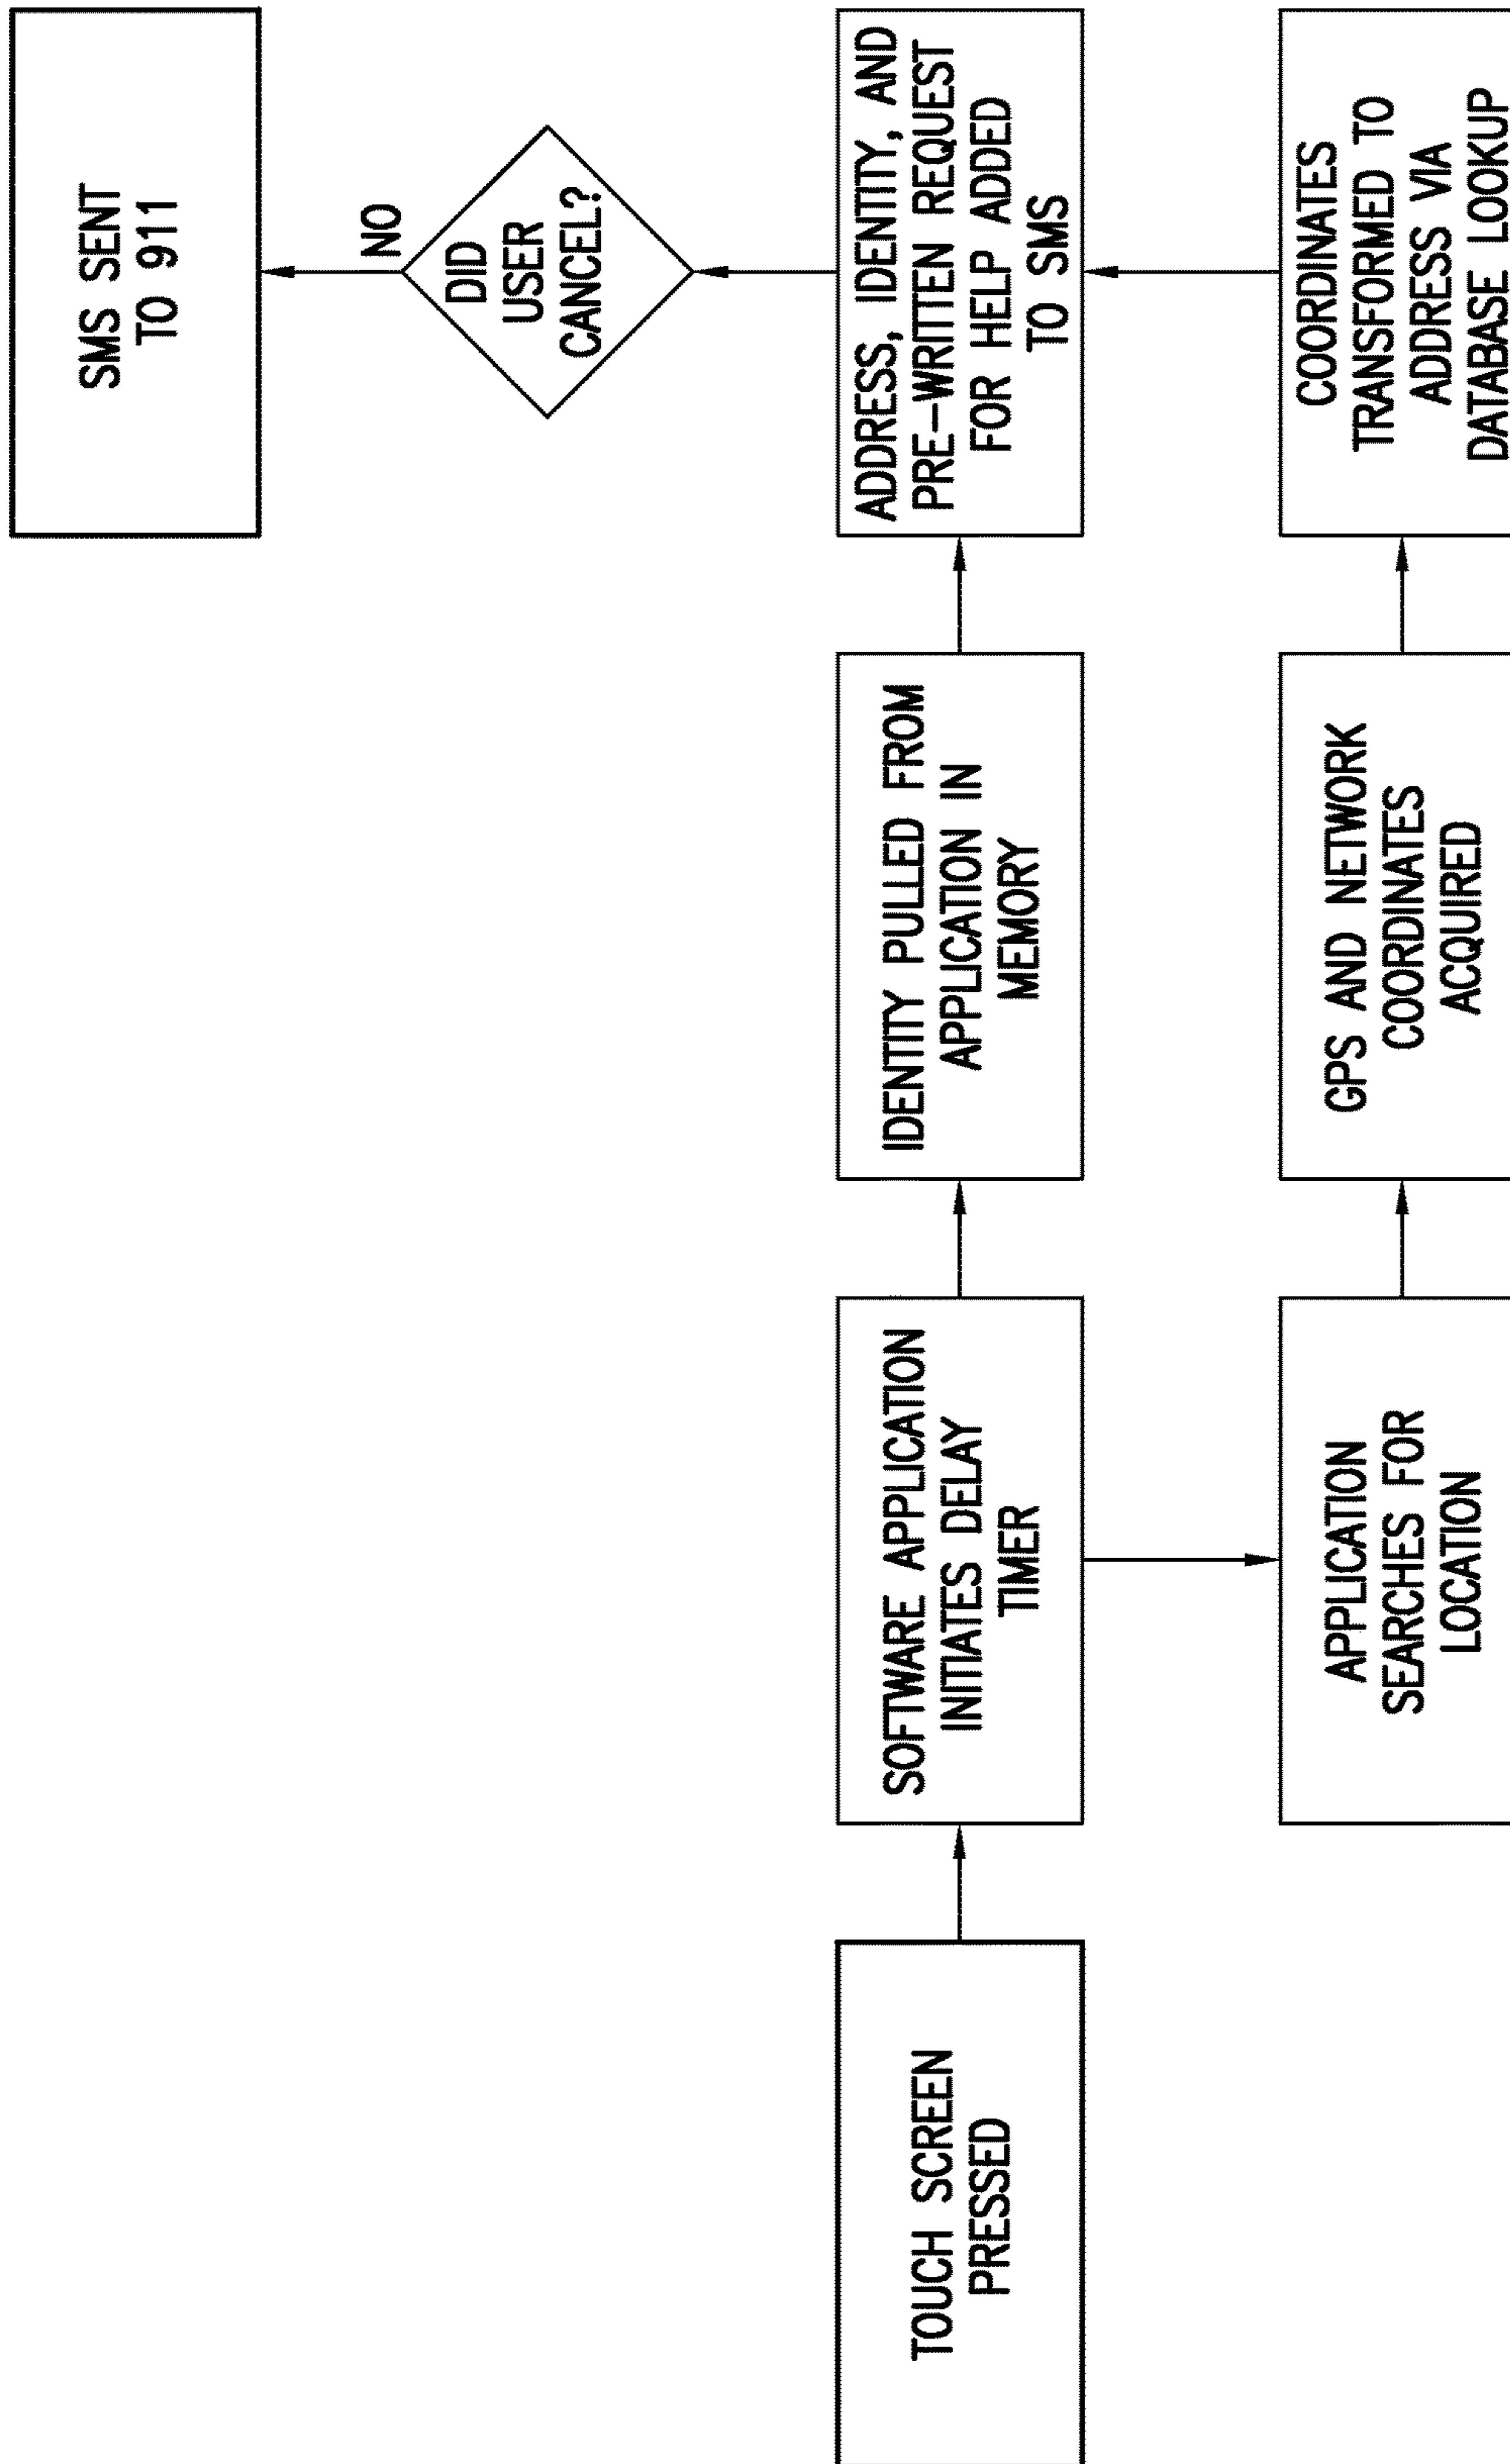 SMS SENT
TO 911
NO
DID
USER
CANCEL?
TOUCH SCREEN
PRESSED
SOFTWARE APPLICATION
INITIATES DELAY
TIMER
IDENTITY PULLED FROM
APPLICATION IN
MEMORY
ADDRESS, IDENTITY, AND
PRE-WRITTEN REQUEST
FOR HELP ADDED
TO SMS
APPLICATION
SEARCHES FOR
LOCATION
GPS AND NETWORK
COORDINATES
ACQUIRED
COORDINATES
TRANSFORMED TO
ADDRESS VIA
DATABASE LOOKUP